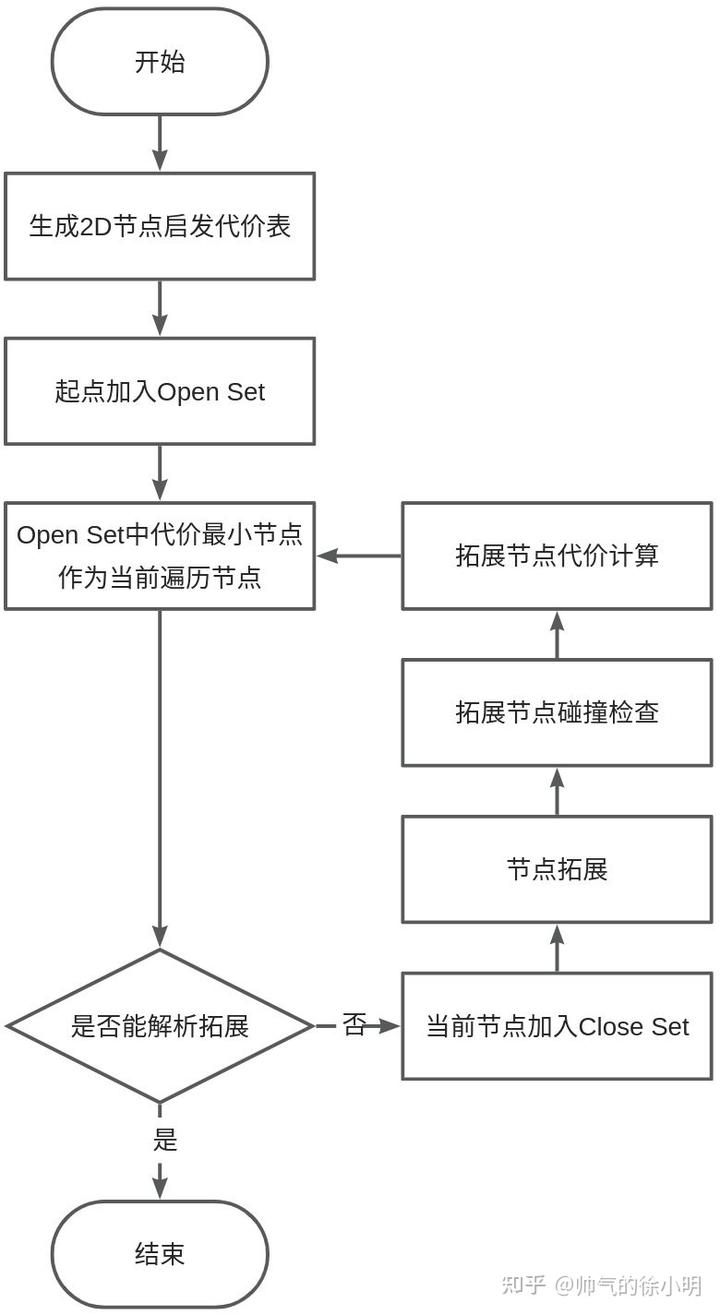 开始
生成2D节点启发代价表
起点加入Open Set
Open Set中代价最小节点
作为当前遍历节点
拓展节点代价计算
拓展节点碰撞检查
节点拓展
是否能解析拓展
否
当前节点加入Close Set
是
结束
知乎 @帅气的徐小明